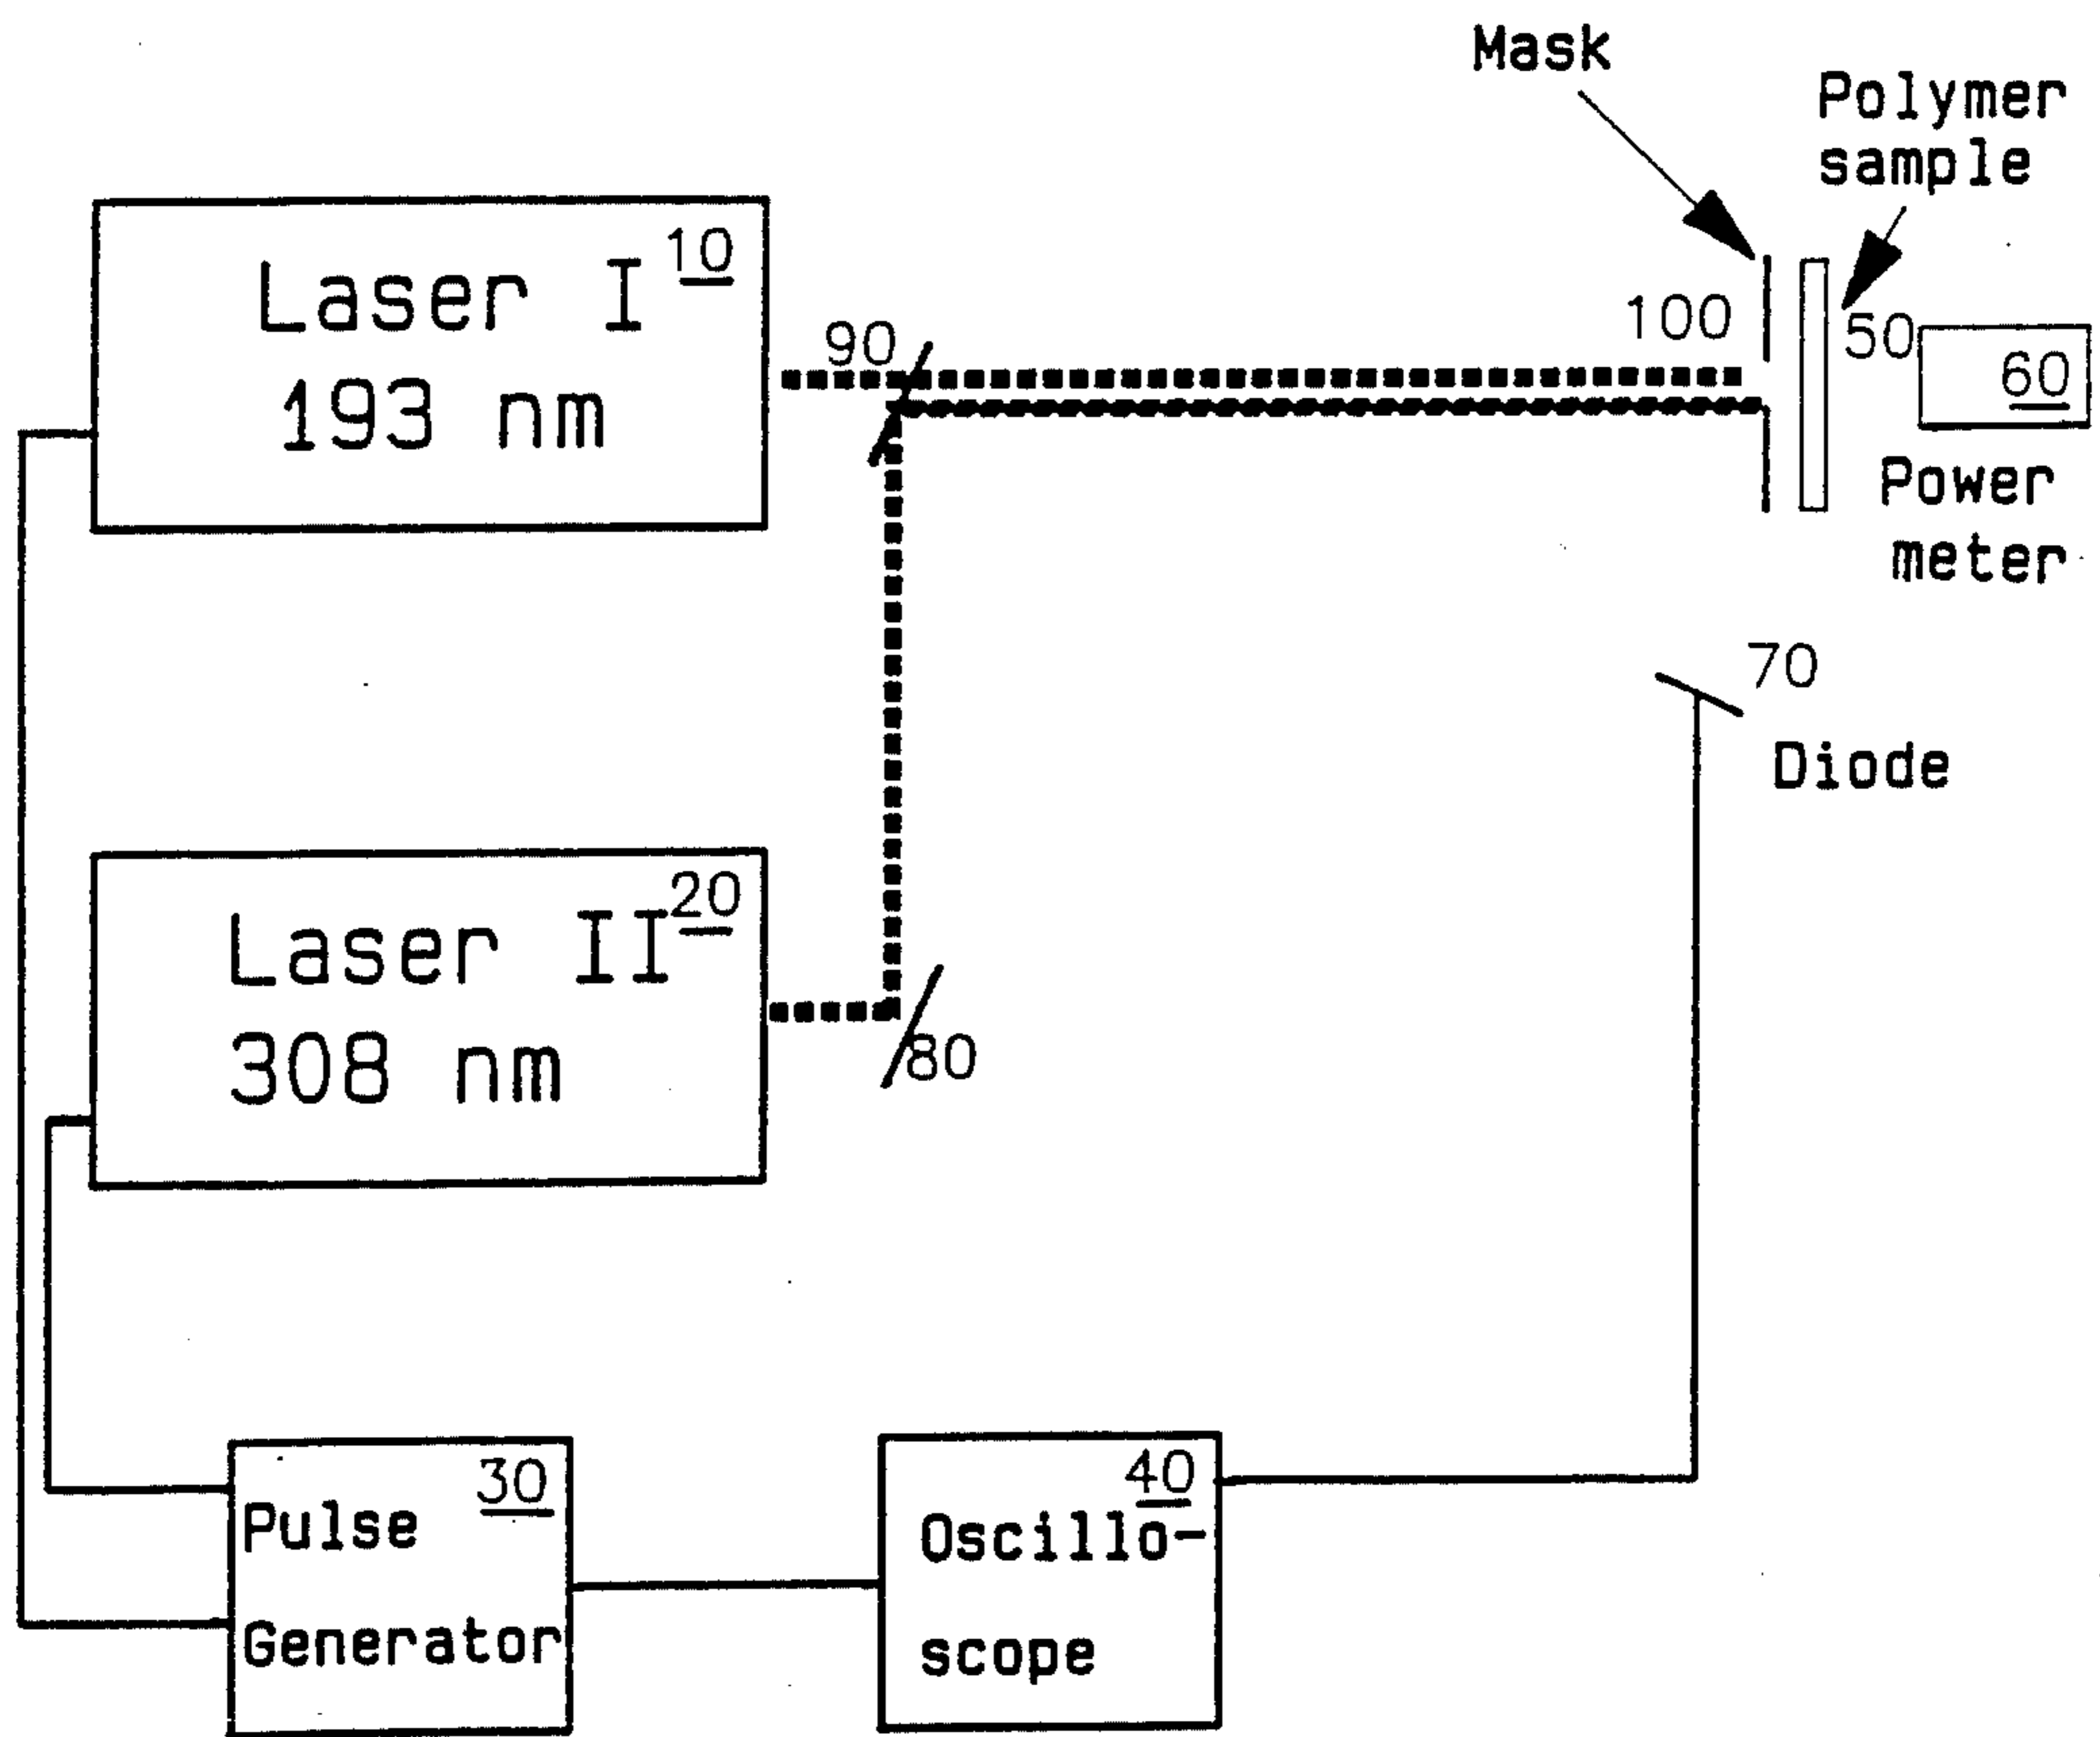 Mask
Polymer
sample
10
Laser I
193 nm
90
100
50
60
Power
meter
70
Diode
20
Laser II
308 nm
80
30
Pulse
Generator
40
Oscillo-
scope